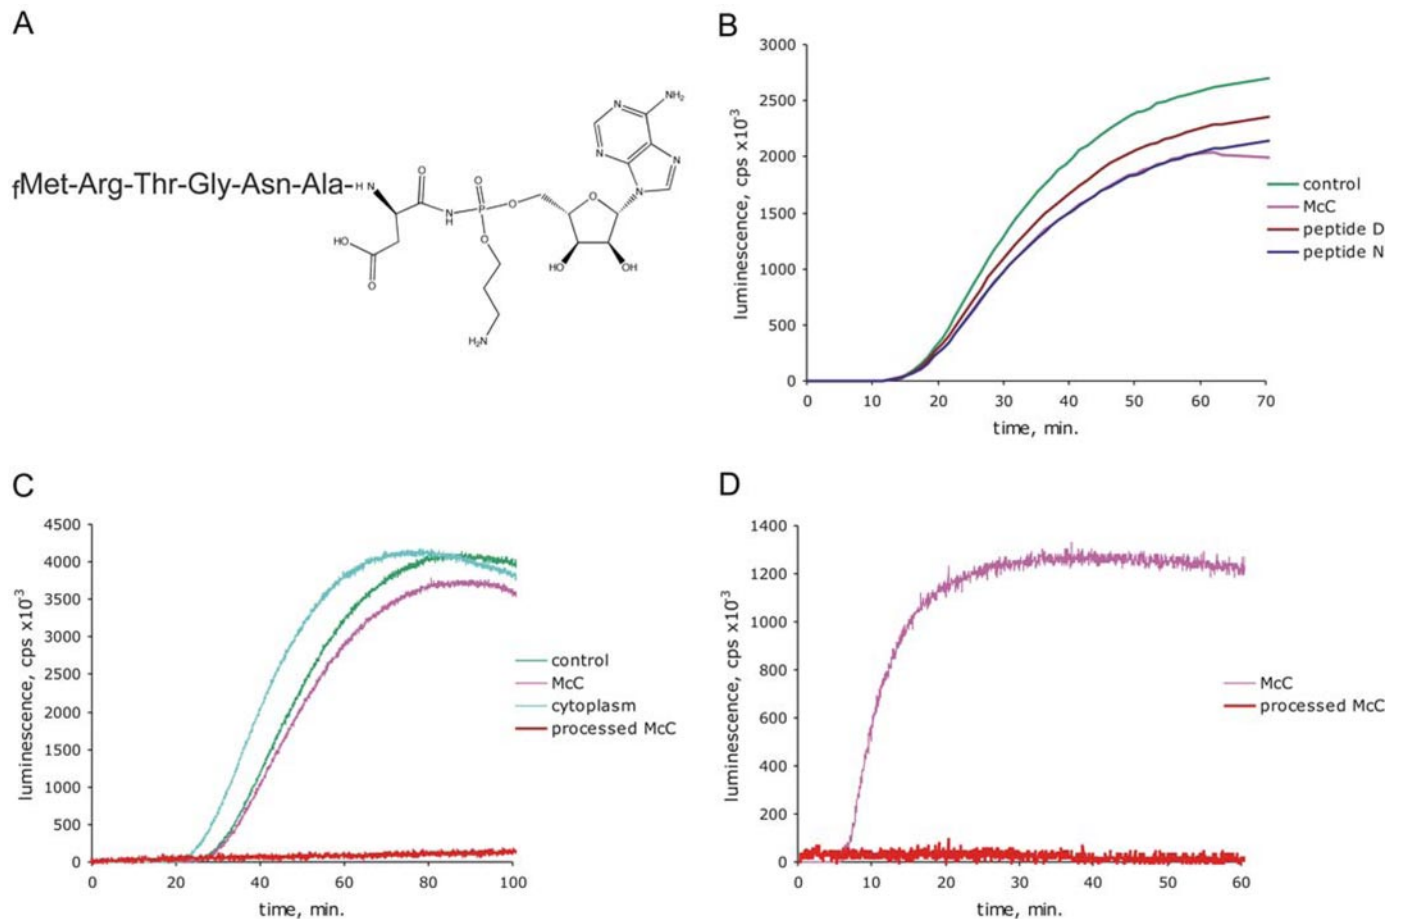 A
fMet-Arg-Thr-Gly-Asn-Ala-HN
O
HO
O
N
H
O
P
O
O
H₂N
O
HO
OH
N
N
N
N
NH₂
B
luminescence, cps x10⁻³
3000
2500
2000
1500
1000
500
0
0 10 20 30 40 50 60 70
time, min.
control
McC
peptide D
peptide N
C
luminescence, cps x10⁻³
4500
4000
3500
3000
2500
2000
1500
1000
500
0
0 20 40 60 80 100
time, min.
control
McC
cytoplasm
processed McC
D
luminescence, cps x10⁻³
1400
1200
1000
800
600
400
200
0
0 10 20 30 40 50 60
time, min.
McC
processed McC